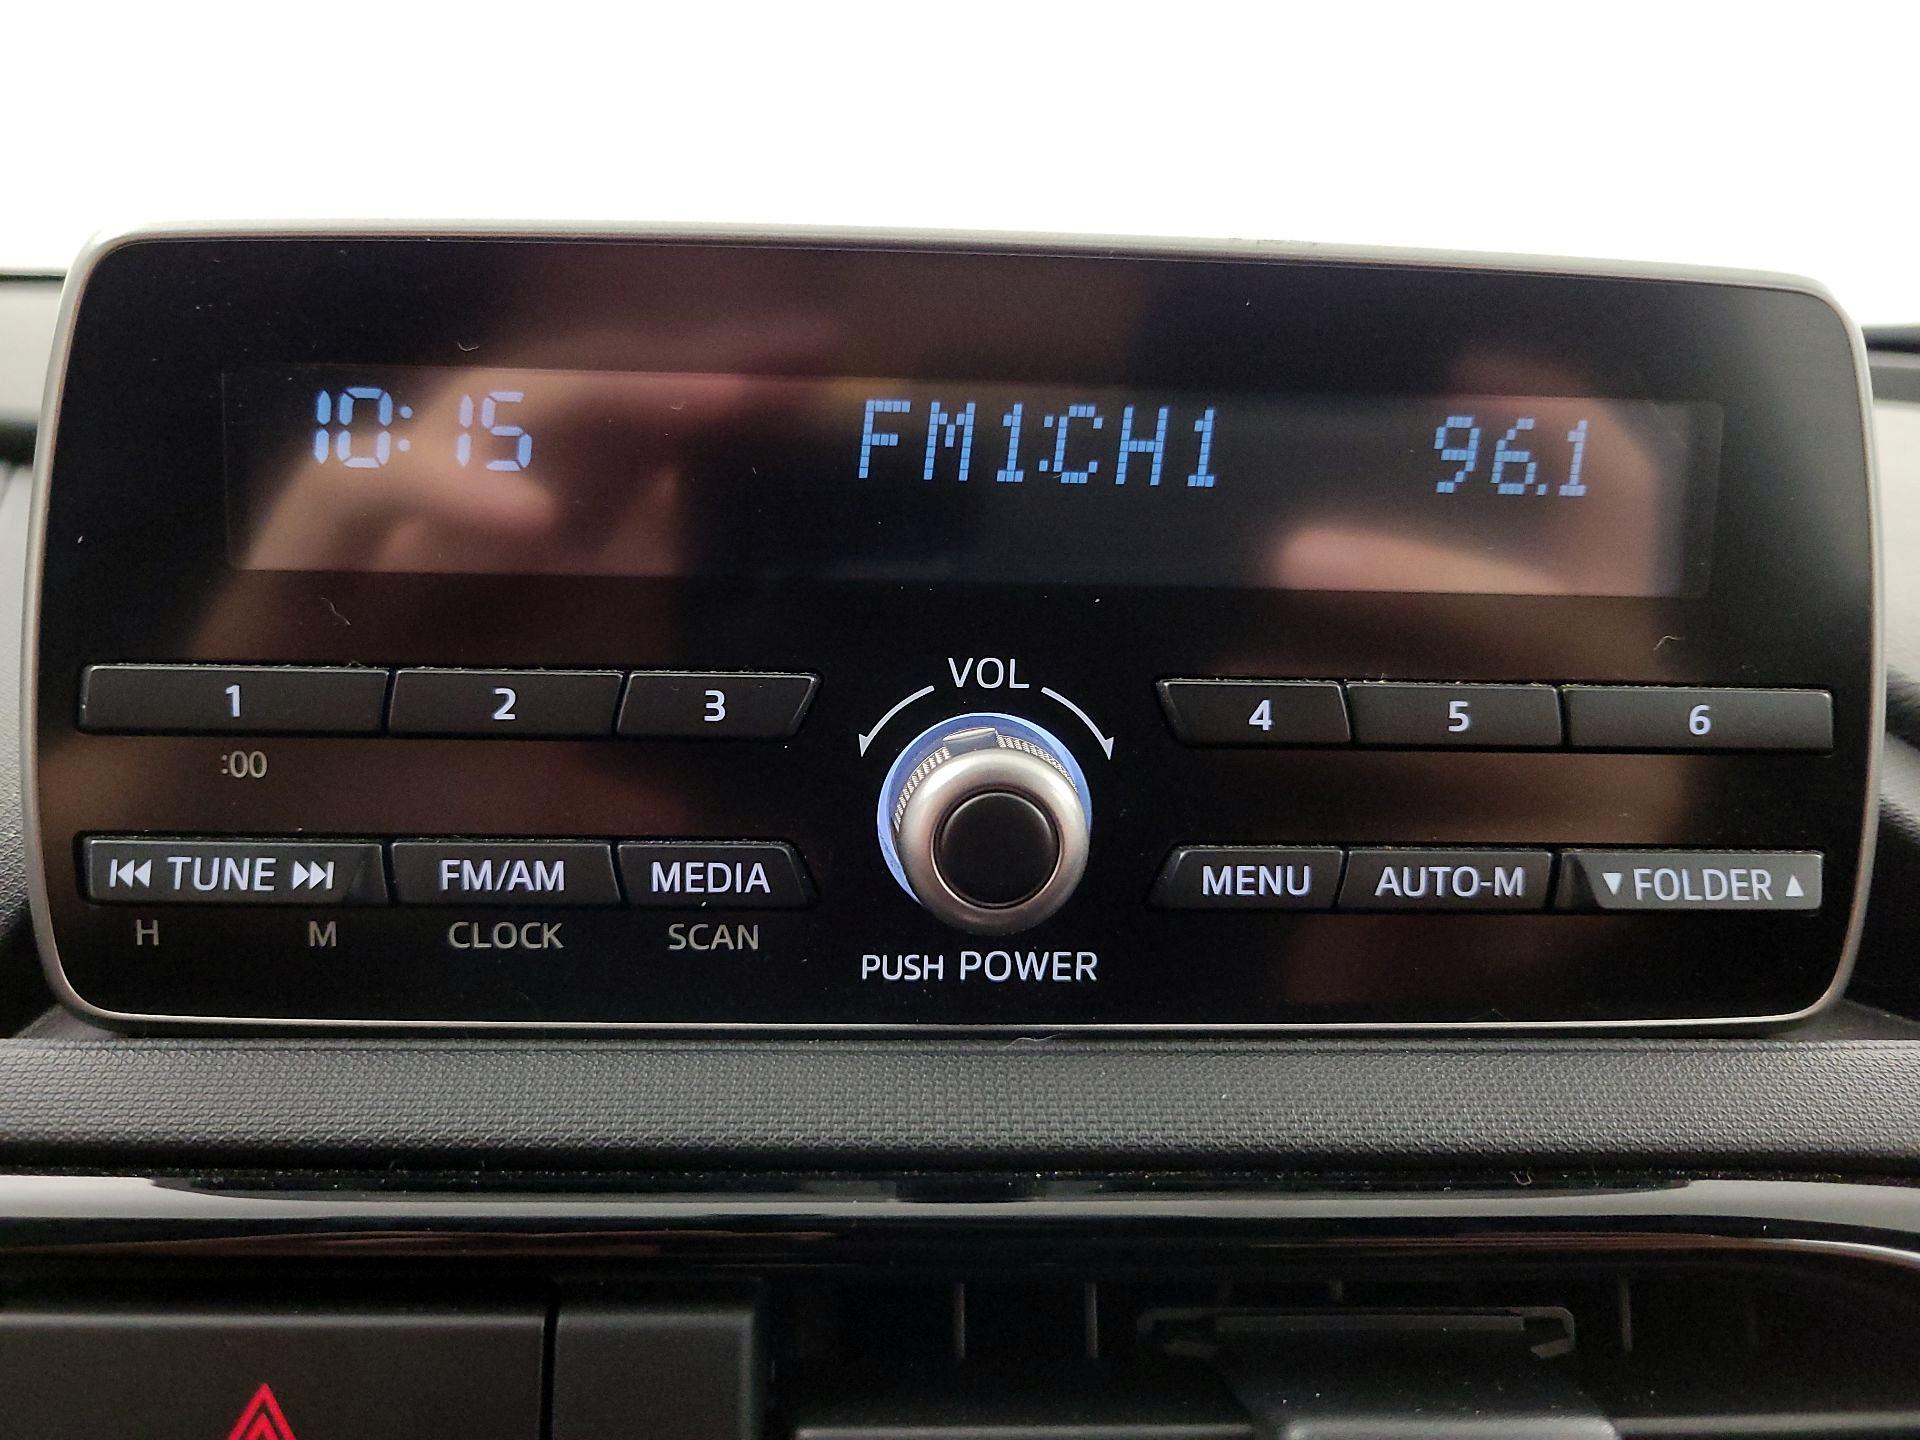 10:15 FM1:CH1 96.1
VOL
1 2 3 4 5 6
:00
⏮ TUNE ⏭ FM/AM MEDIA MENU AUTO-M ▼ FOLDER ▲
H M CLOCK SCAN
PUSH POWER